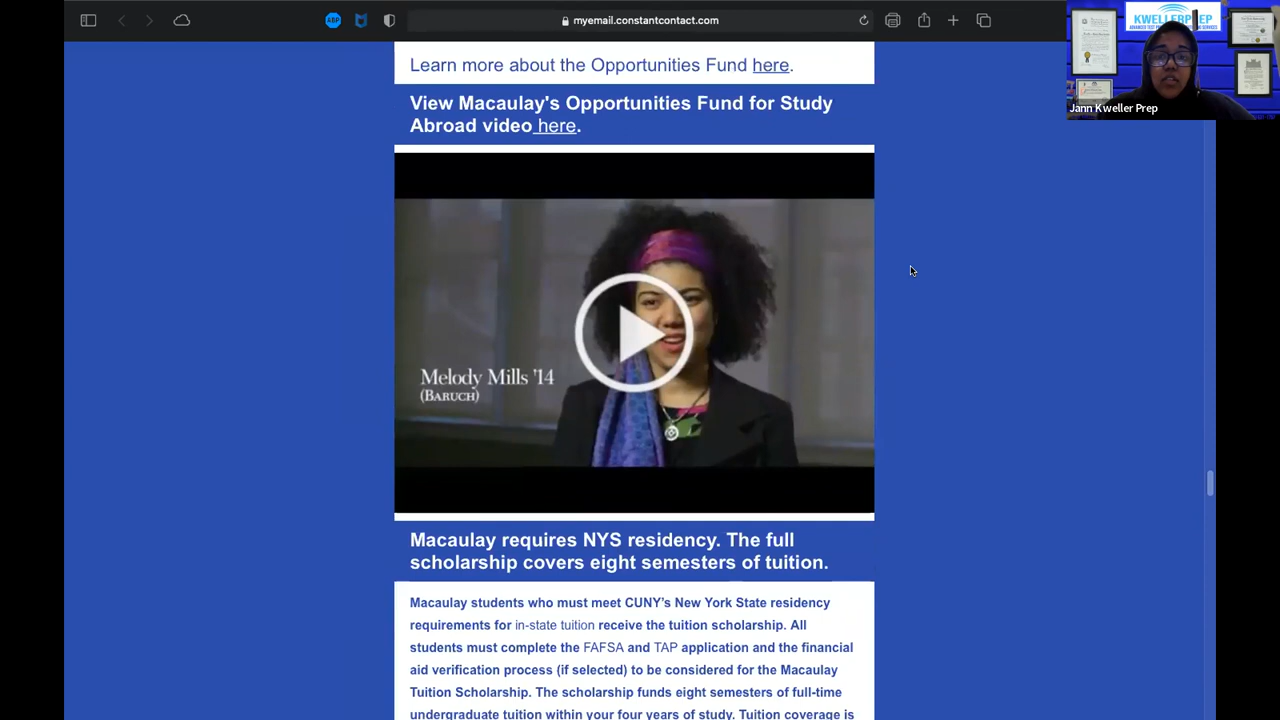 myemail.constantcontact.com
ABP
KWELLERPREP
Jann Kweller Prep
Learn more about the Opportunities Fund here.
View Macaulay's Opportunities Fund for Study
Abroad video here.
Melody Mills '14
(BARUCH)
Macaulay requires NYS residency. The full
scholarship covers eight semesters of tuition.
Macaulay students who must meet CUNY’s New York State residency
requirements for in-state tuition receive the tuition scholarship. All
students must complete the FAFSA and TAP application and the financial
aid verification process (if selected) to be considered for the Macaulay
Tuition Scholarship. The scholarship funds eight semesters of full-time
undergraduate tuition within your four years of study. Tuition coverage is